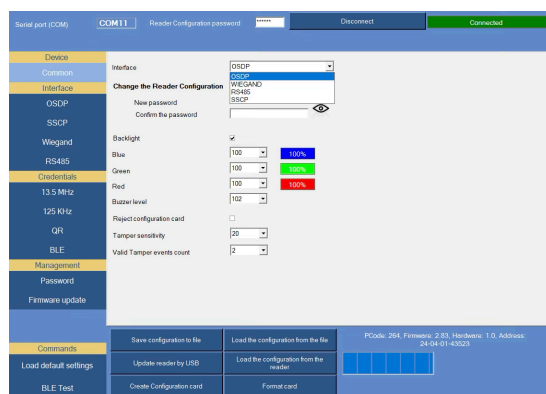 Seriel port (COM) COM11 Reader Configuration password ****** Disconnect Connected
Device
Common
Interface
OSDP
SSCP
Wiegand
RS485
Credentials
13.5 MHz
125 KHz
QR
BLE
Management
Password
Firmware update
Commands
Load default settings
BLE Test
Interface OSDP
OSDP
WIEGAND
RS485
SSCP
Change the Reader Configuration
New password
Confirm the password
Backlight
Blue 100 100%
Green 100 100%
Red 100 100%
Buzzer level 102
Reject configuration card
Tamper sensitivity 20
Valid Tamper events count 2
Save configuration to file
Load the configuration from the file
Update reader by USB
Load the configuration from the
reader
Create Configuration card
Format card
PCode: 264, Firmware: 2.83, Hardware: 1.0, Address:
24-04-01-43523